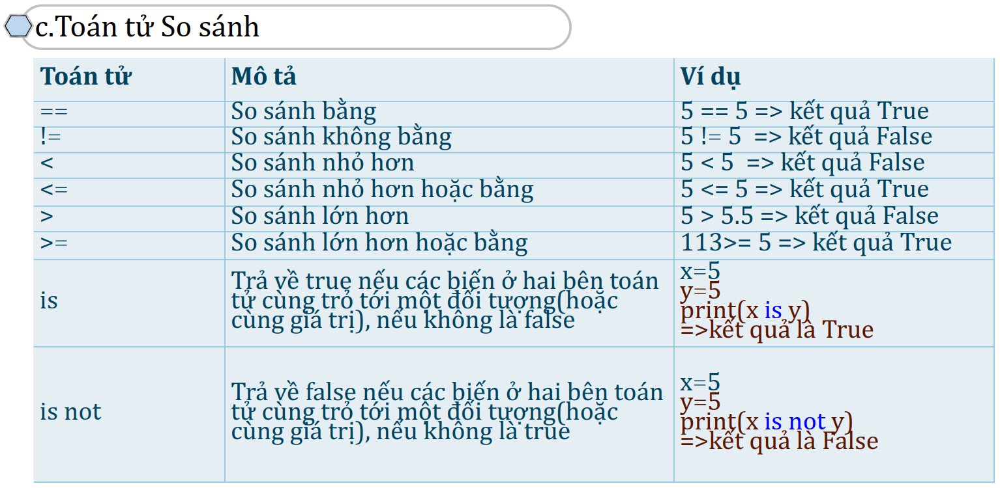 c.Toán tử So sánh
Toán tử Mô tả Ví dụ
== So sánh bằng 5 == 5 => kết quả True
!= So sánh không bằng 5 != 5 => kết quả False
< So sánh nhỏ hơn 5 < 5 => kết quả False
<= So sánh nhỏ hơn hoặc bằng 5 <= 5 => kết quả True
> So sánh lớn hơn 5 > 5.5 => kết quả False
>= So sánh lớn hơn hoặc bằng 113>= 5 => kết quả True
is
Trả về true nếu các biến ở hai bên toán
tử cùng trỏ tới một đối tượng(hoặc
cùng giá trị), nếu không là false
x=5
y=5
print(x is y)
=>kết quả là True
is not
Trả về false nếu các biến ở hai bên toán
tử cùng trỏ tới một đối tượng(hoặc
cùng giá trị), nếu không là true
x=5
y=5
print(x is not y)
=>kết quả là False